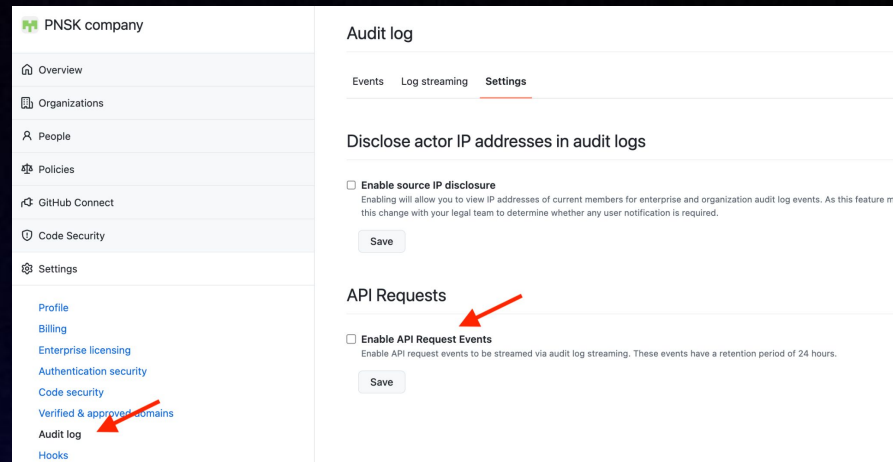 PNSK company
Overview
Organizations
People
Policies
GitHub Connect
Code Security
Settings
Profile
Billing
Enterprise licensing
Authentication security
Code security
Verified & approved domains
Audit log
Hooks
Audit log
Events Log streaming Settings
Disclose actor IP addresses in audit logs
Enable source IP disclosure
Enabling will allow you to view IP addresses of current members for enterprise and organization audit log events. As this feature m
this change with your legal team to determine whether any user notification is required.
Save
API Requests
Enable API Request Events
Enable API request events to be streamed via audit log streaming. These events have a retention period of 24 hours.
Save